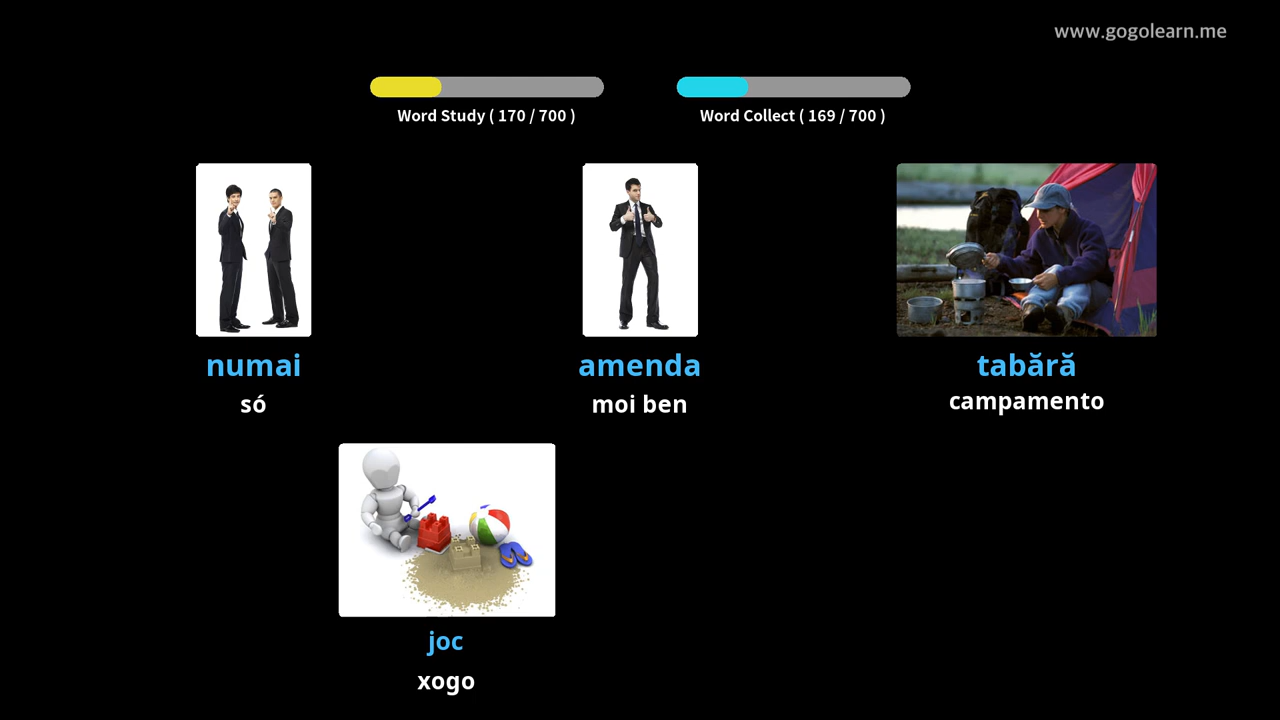 www.gogolearn.me
Word Study ( 170 / 700 )
Word Collect ( 169 / 700 )
numai
só
amenda
moi ben
tabără
campamento
joc
xogo